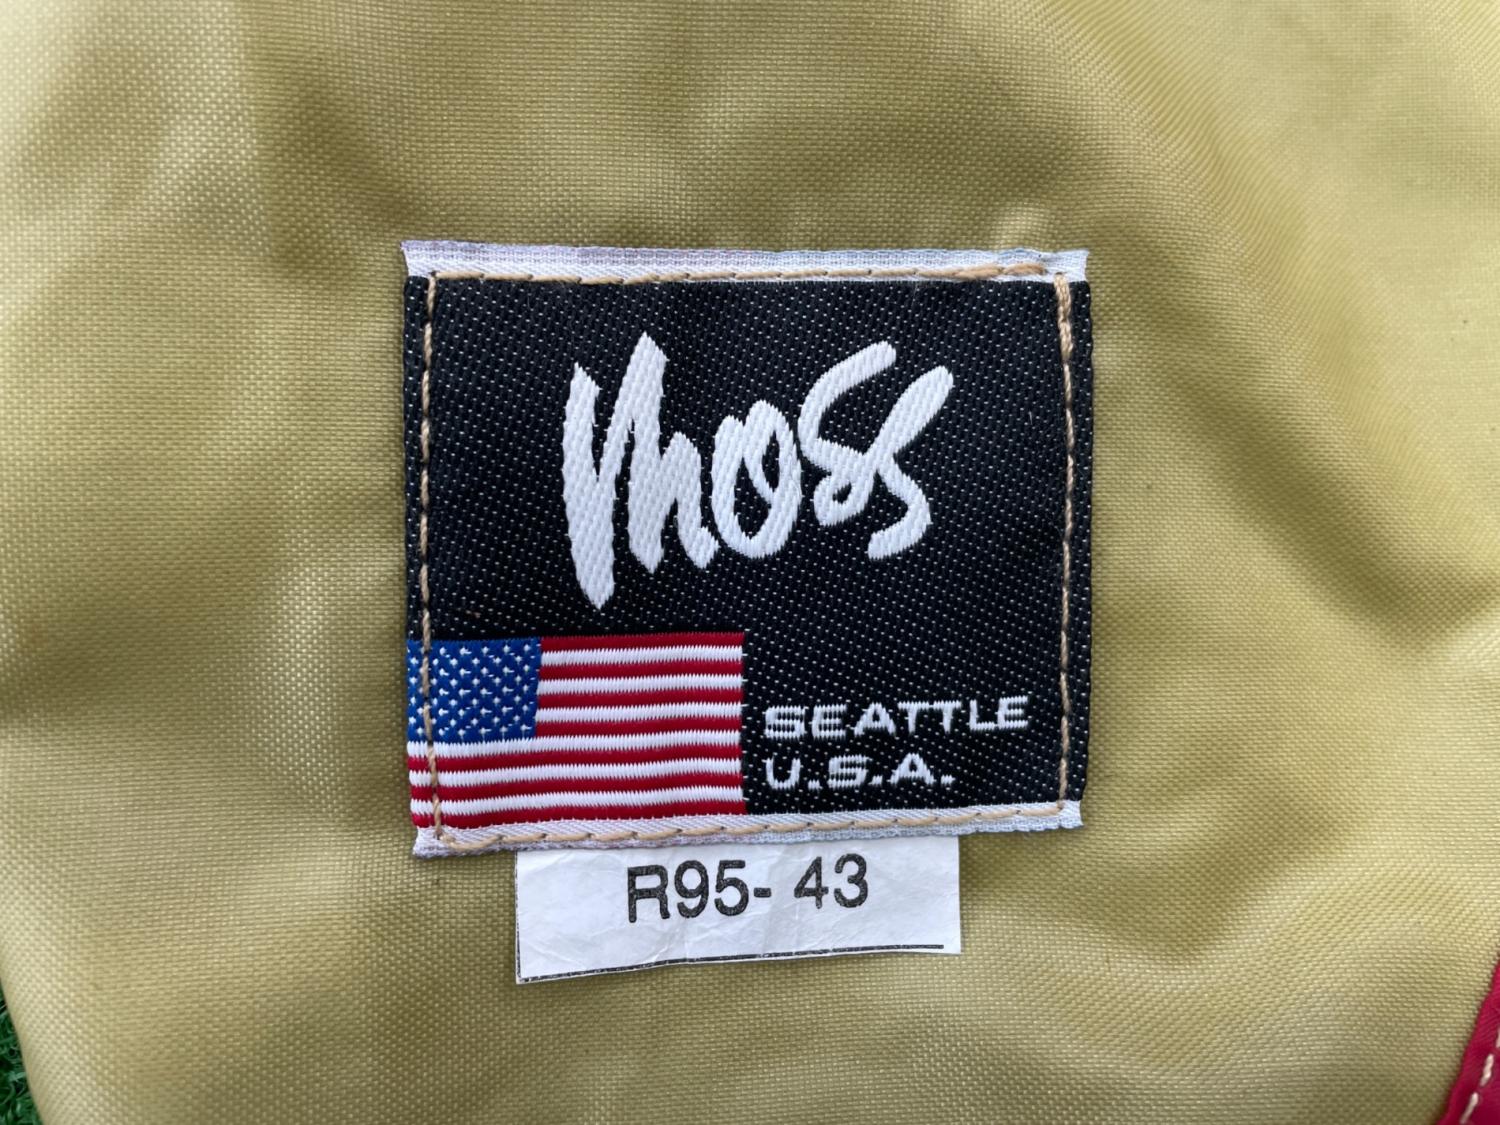 moss
SEATTLE
U.S.A.
R95- 43